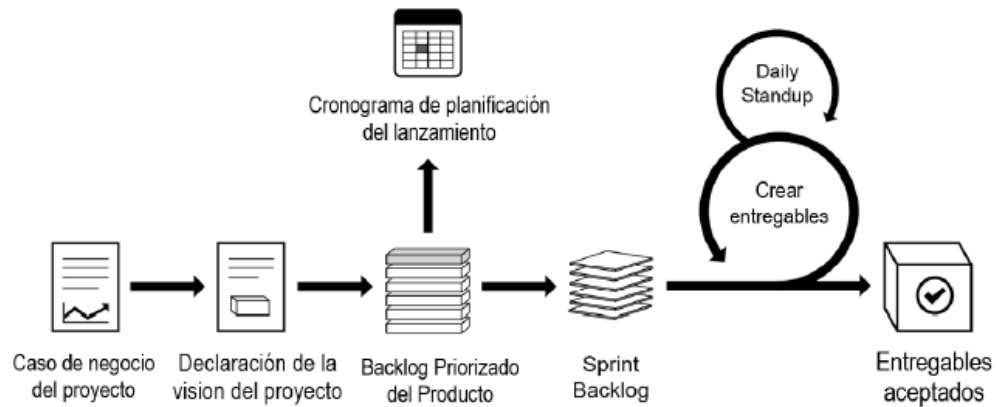 Cronograma de planificación
del lanzamiento
Daily
Standup
Crear
entregables
Caso de negocio
del proyecto
Declaración de la
vision del proyecto
Backlog Priorizado
del Producto
Sprint
Backlog
Entregables
aceptados